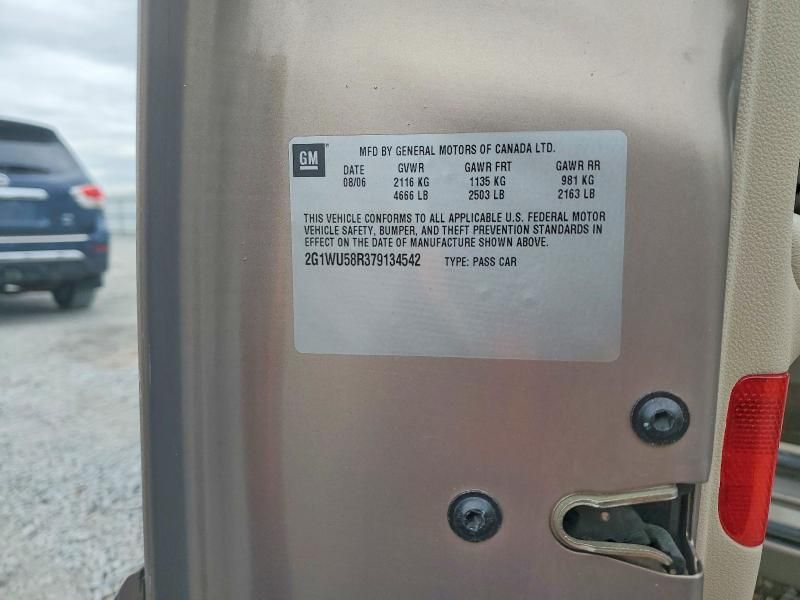 GM
MFD BY GENERAL MOTORS OF CANADA LTD.
DATE GVWR GAWR FRT GAWR RR
08/06 2116 KG 1135 KG 981 KG
4666 LB 2503 LB 2163 LB
THIS VEHICLE CONFORMS TO ALL APPLICABLE U.S. FEDERAL MOTOR
VEHICLE SAFETY, BUMPER, AND THEFT PREVENTION STANDARDS IN
EFFECT ON THE DATE OF MANUFACTURE SHOWN ABOVE.
2G1WU58R379134542 TYPE: PASS CAR